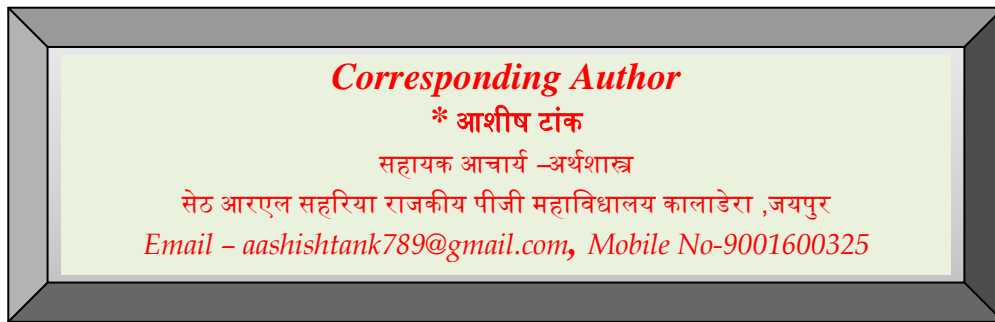 Corresponding Author
* आशीष टांक
सहायक आचार्य –अर्थशास्त्र
सेठ आरएल सहरिया राजकीय पीजी महाविधालय कालाडेरा ,जयपुर
Email – aashishtank789@gmail.com, Mobile No-9001600325